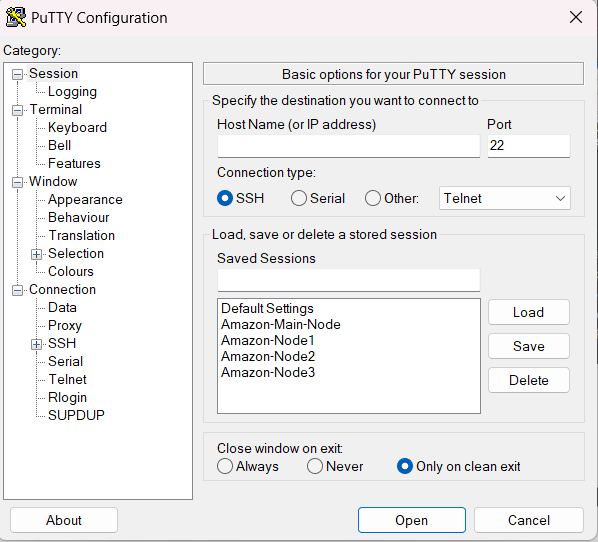 PuTTY Configuration
Category:
Session
Logging
Terminal
Keyboard
Bell
Features
Window
Appearance
Behaviour
Translation
Selection
Colours
Connection
Data
Proxy
SSH
Serial
Telnet
Rlogin
SUPDUP
Basic options for your PuTTY session
Specify the destination you want to connect to
Host Name (or IP address) Port
22
Connection type:
SSH Serial Other: Telnet
Load, save or delete a stored session
Saved Sessions
Default Settings
Amazon-Main-Node
Amazon-Node1
Amazon-Node2
Amazon-Node3
Load
Save
Delete
Close window on exit:
Always Never Only on clean exit
About Open Cancel